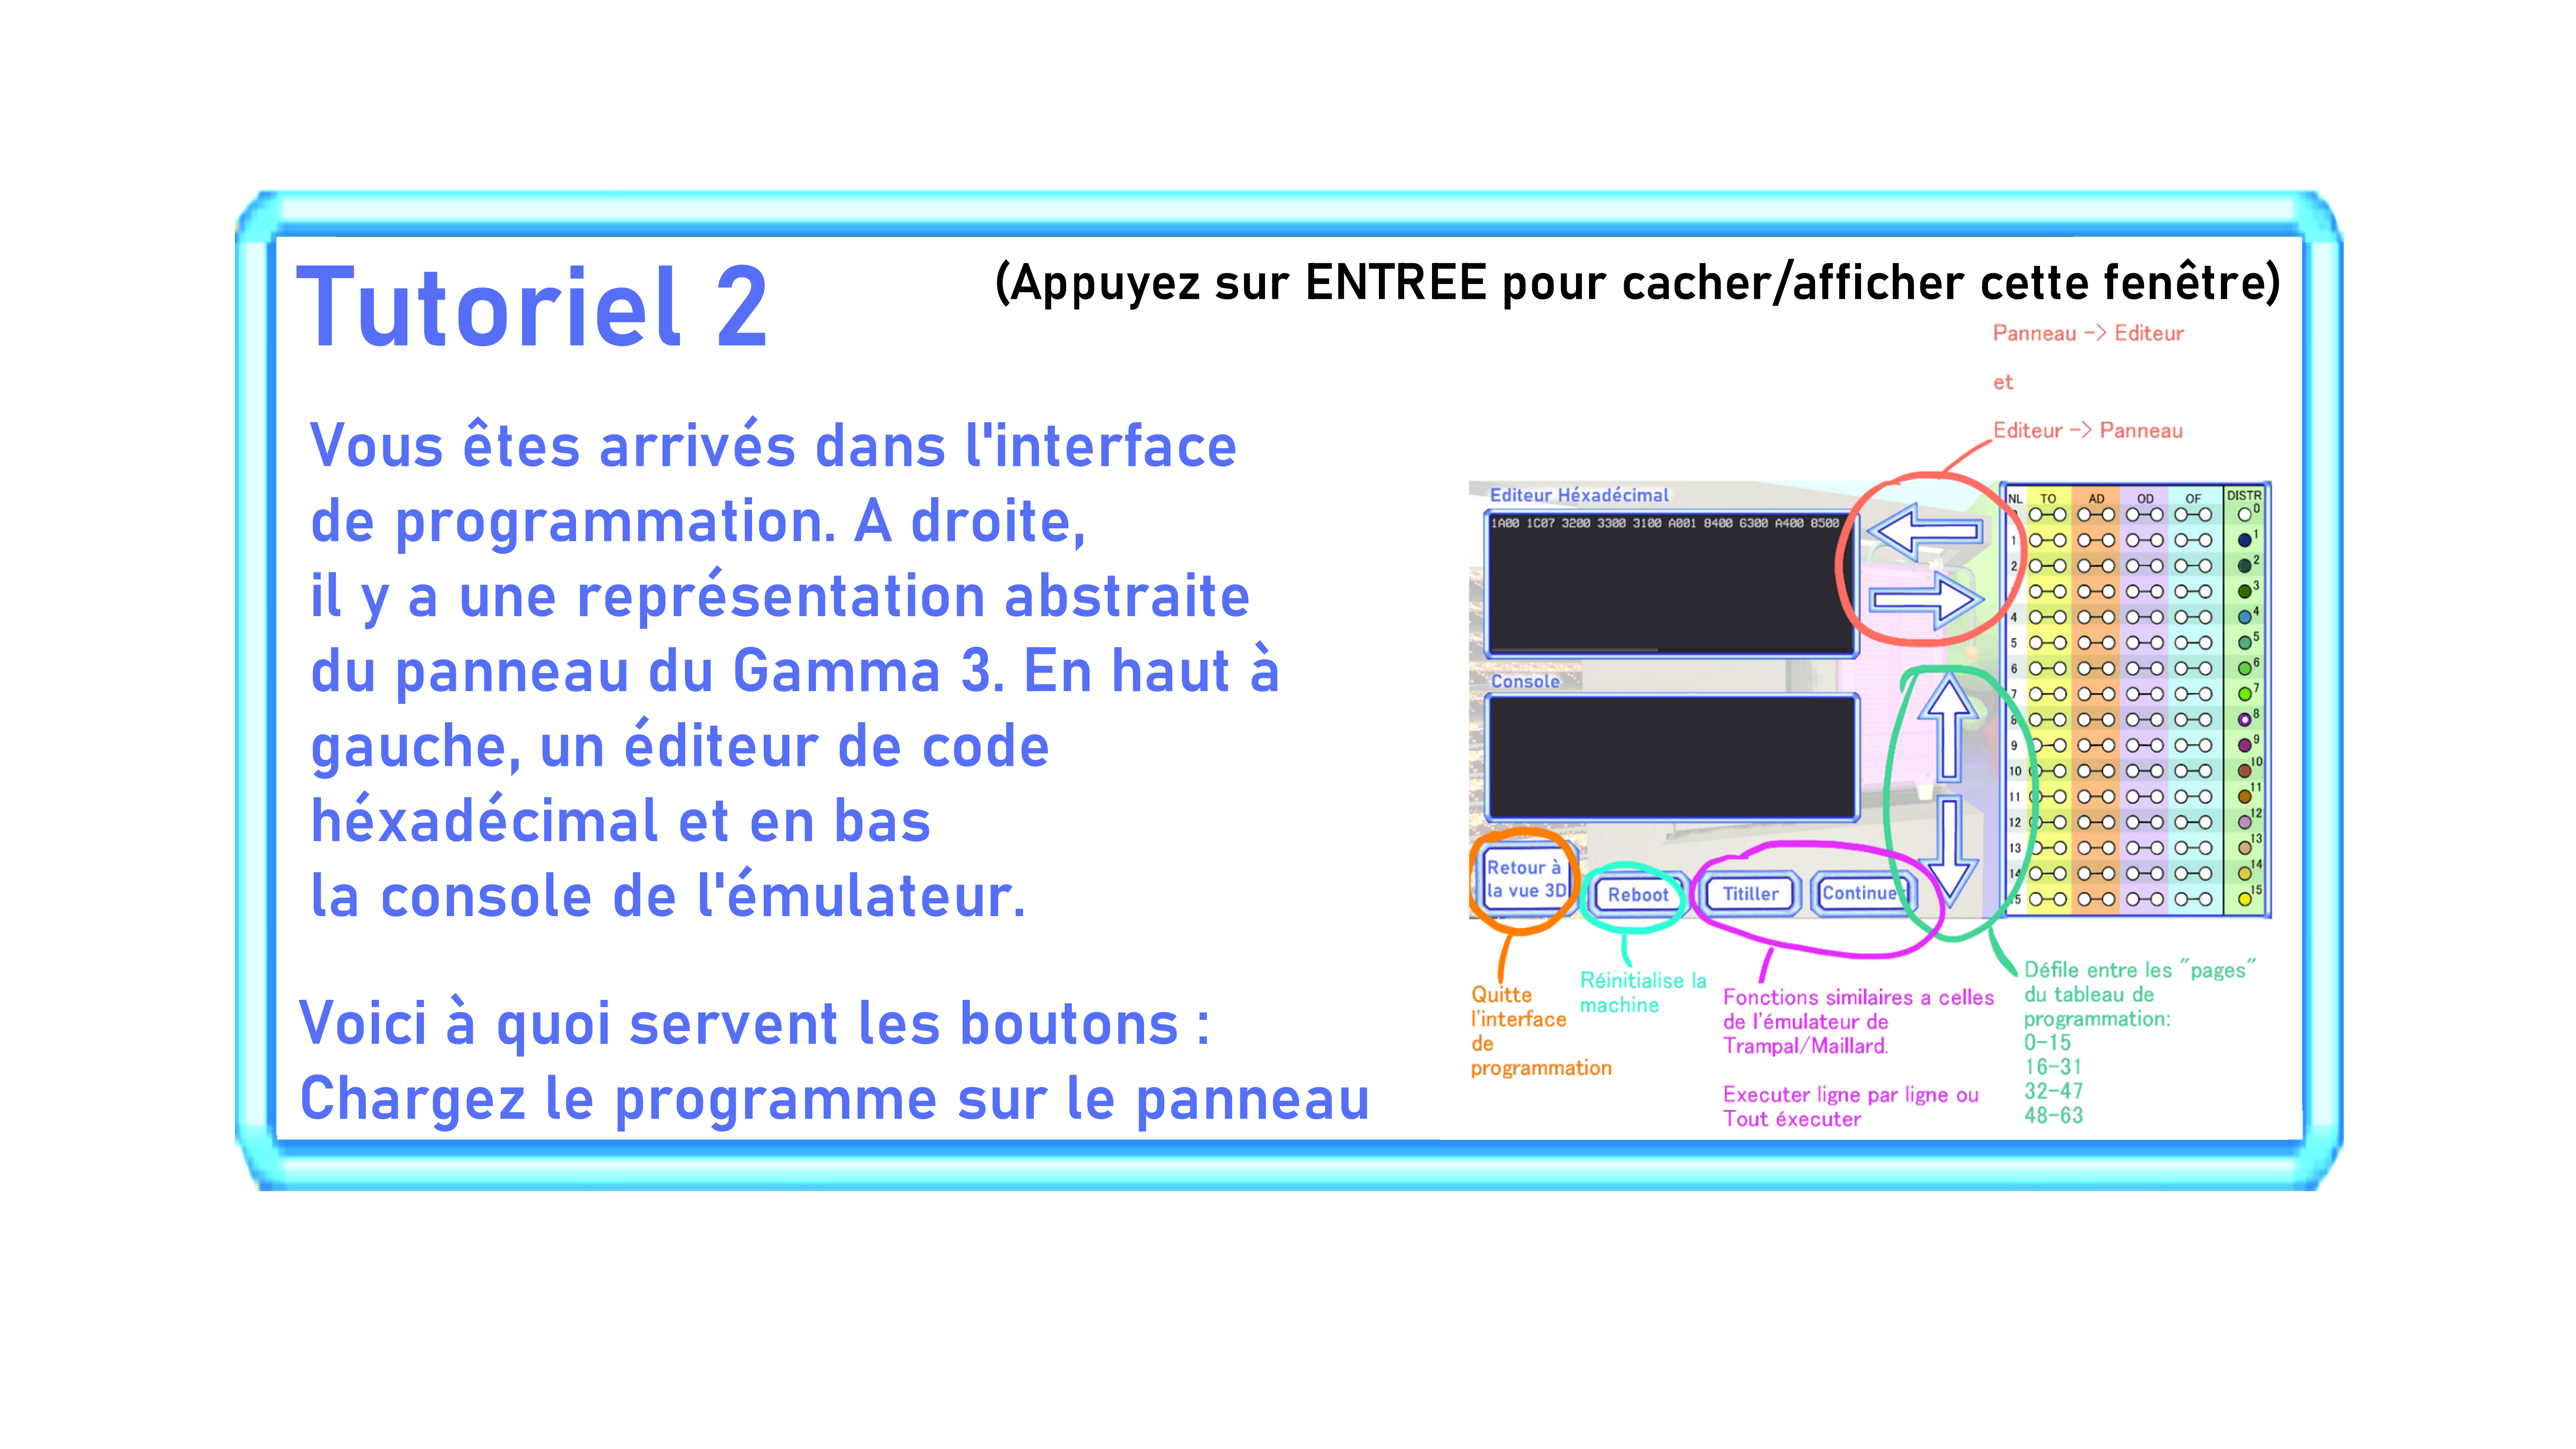 Tutoriel 2
(Appuyez sur ENTREE pour cacher/afficher cette fenêtre)
Vous êtes arrivés dans l'interface
de programmation. A droite,
il y a une représentation abstraite
du panneau du Gamma 3. En haut à
gauche, un éditeur de code
héxadécimal et en bas
la console de l'émulateur.
Voici à quoi servent les boutons :
Chargez le programme sur le panneau
Panneau -> Editeur
et
Editeur -> Panneau
Editeur Héxadécimal
1A00 1C07 3200 3300 3100 A001 8400 6300 A400 8500
Console
Retour à
la vue 3D
Reboot
Titiller
Continuer
NL TO AD OD OF DISTR
0
1 1
2 2
3
4 4
5 5
6 6
7 7
8 8
9 9
10 10
11 11
12 12
13 13
14 14
15 15
Quitte
l'interface
de
programmation
Réinitialise la
machine
Fonctions similaires a celles
de l'émulateur de
Trampal/Maillard.
Executer ligne par ligne ou
Tout éxecuter
Défile entre les "pages"
du tableau de
programmation:
0-15
16-31
32-47
48-63